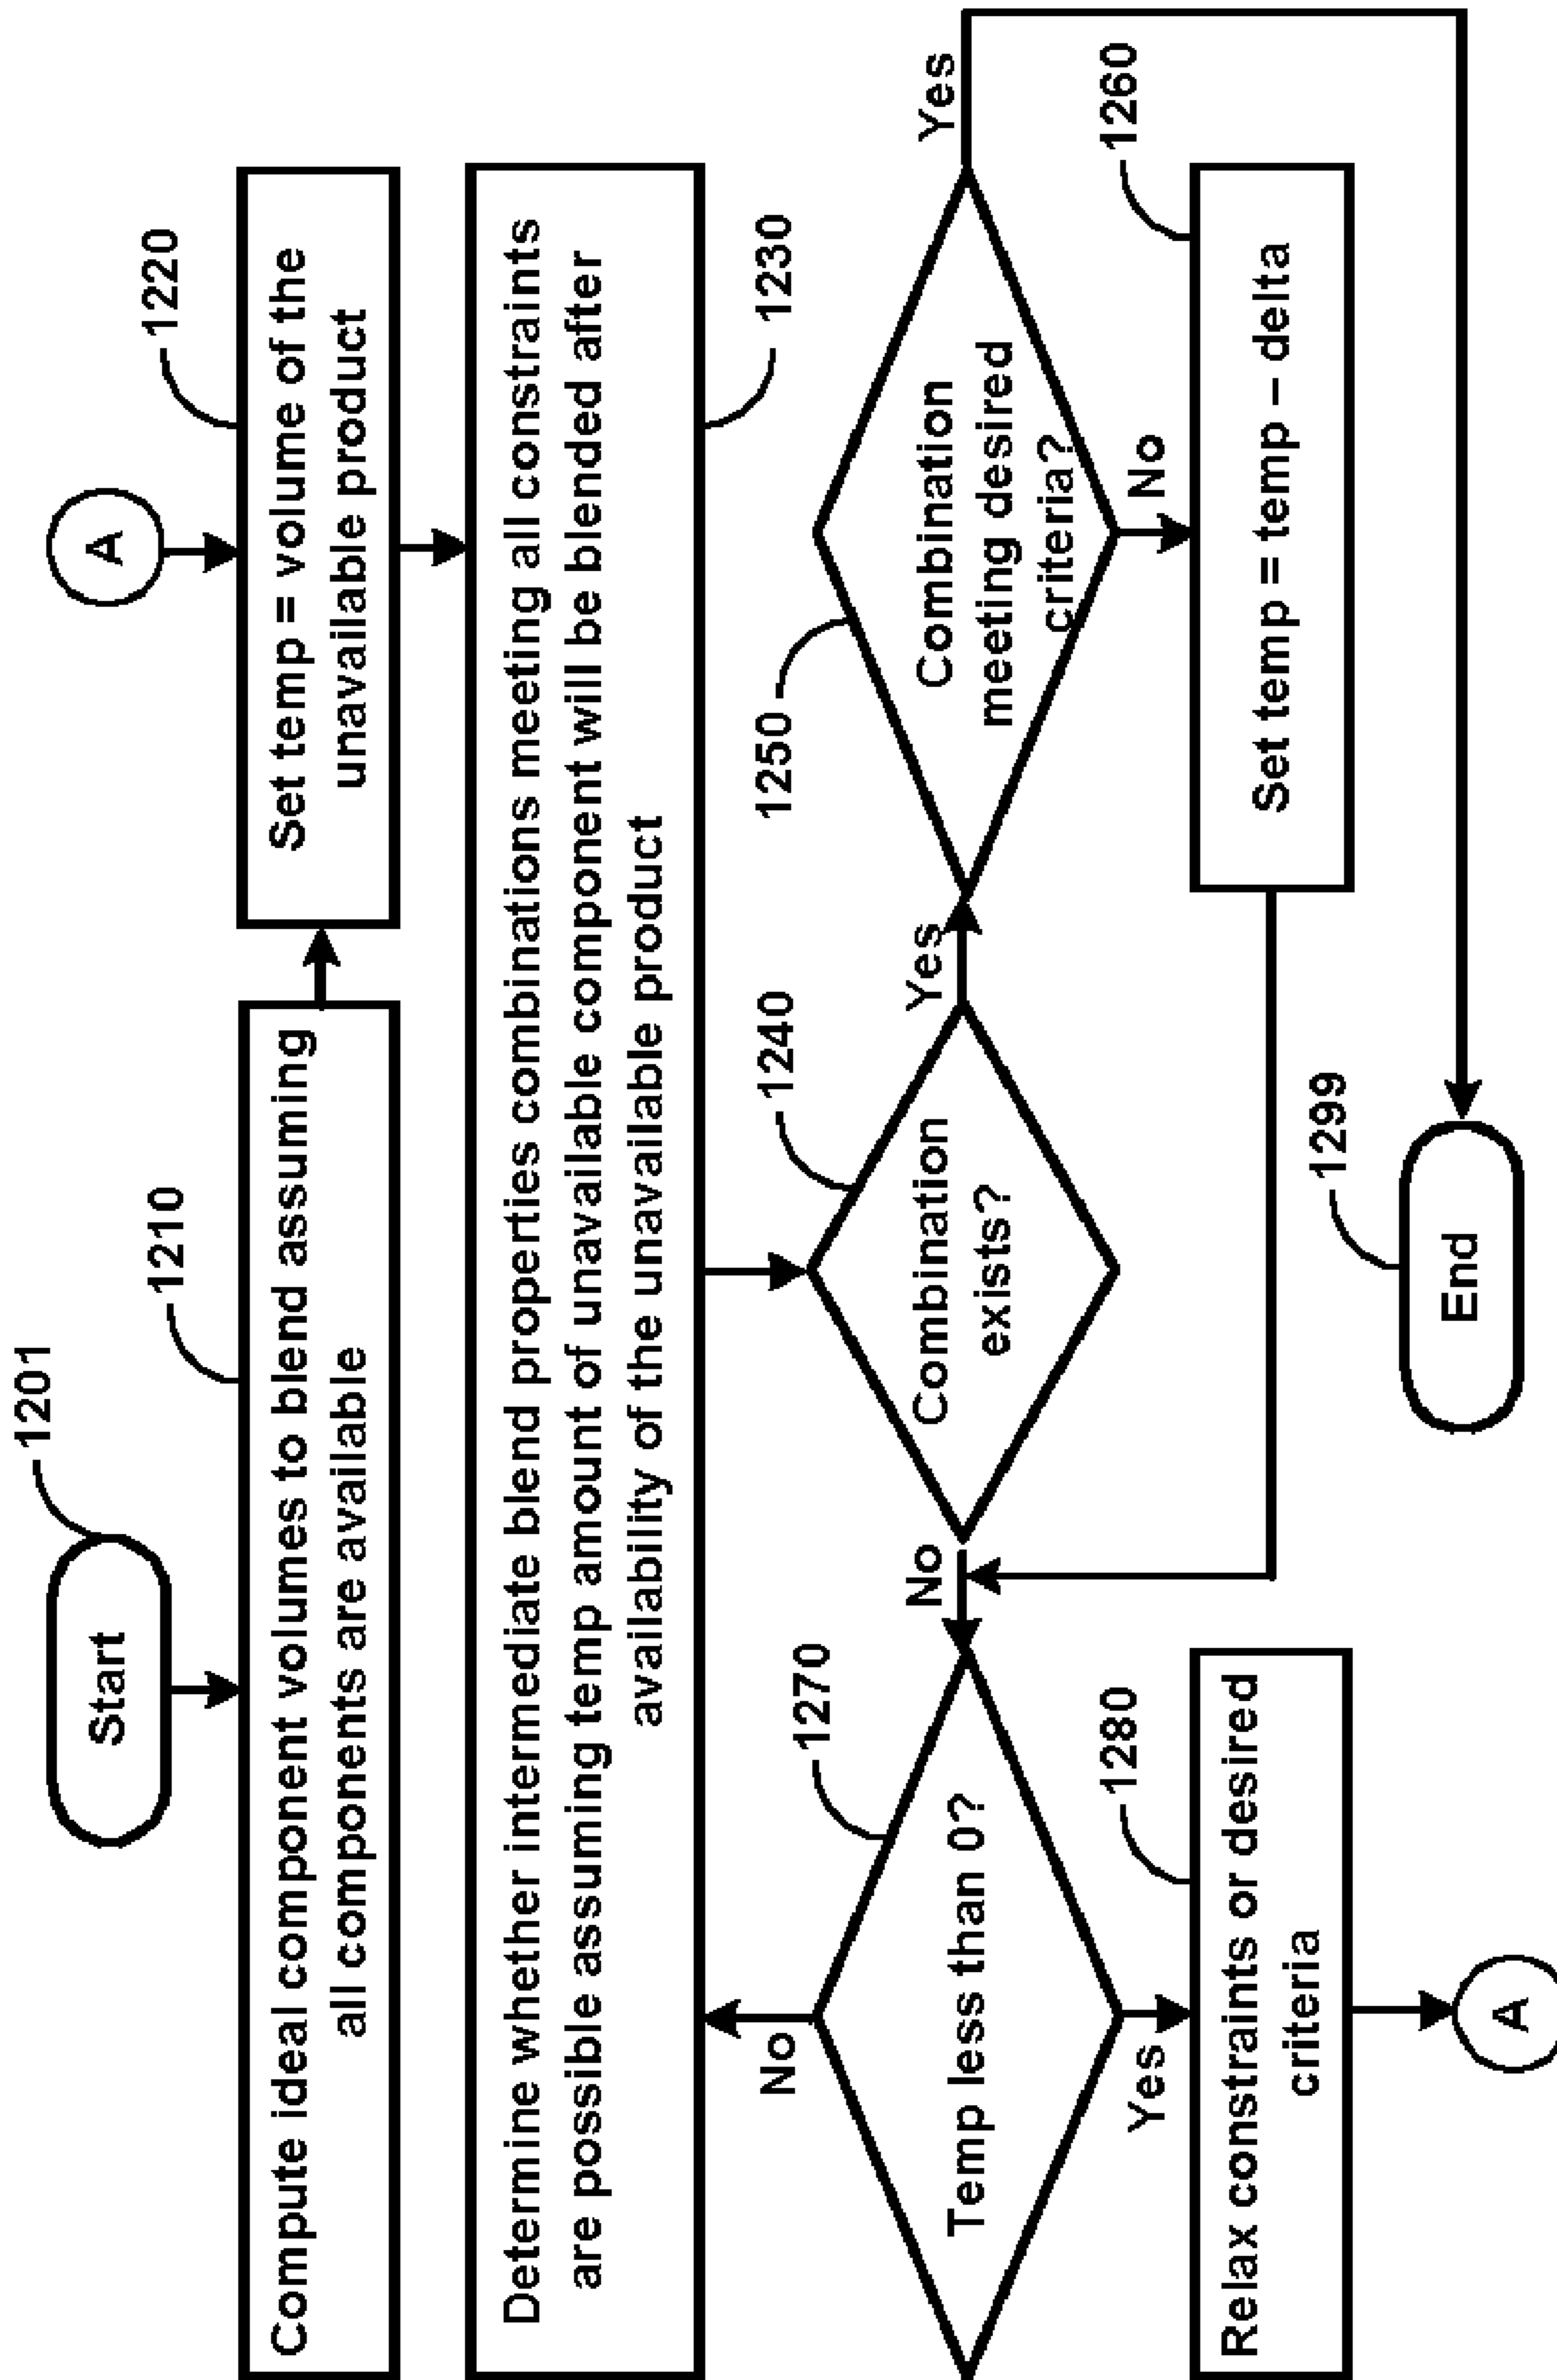 Start
1201
Compute ideal component volumes to blend assuming
all components are available
1210
A
Set temp = volume of the
unavailable product
1220
Determine whether intermediate blend properties combinations meeting all constraints
are possible assuming temp amount of unavailable component will be blended after
availability of the unavailable product
1230
Combination
exists?
1240
Yes
No
Combination
meeting desired
criteria?
1250
Yes
No
Set temp = temp – delta
1260
Temp less than 0?
1270
No
Yes
Relax constraints or desired
criteria
1280
A
End
1299